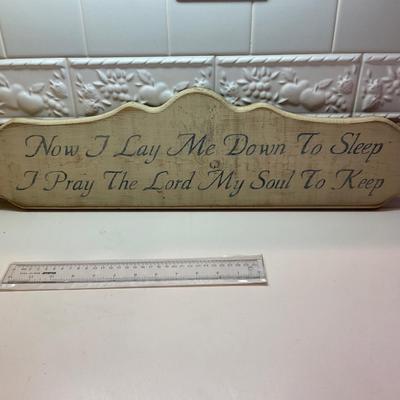 Now I Lay Me Down To Sleep
I Pray The Lord My Soul To Keep